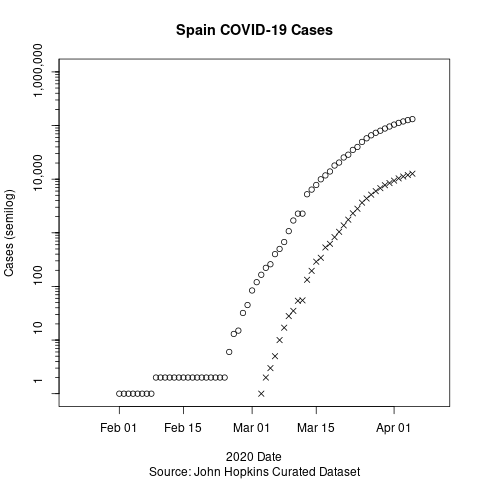 Spain COVID-19 Cases
Cases (semilog)
1,000,000
10,000
100
10
1
Feb 01 Feb 15 Mar 01 Mar 15 Apr 01
2020 Date
Source: John Hopkins Curated Dataset